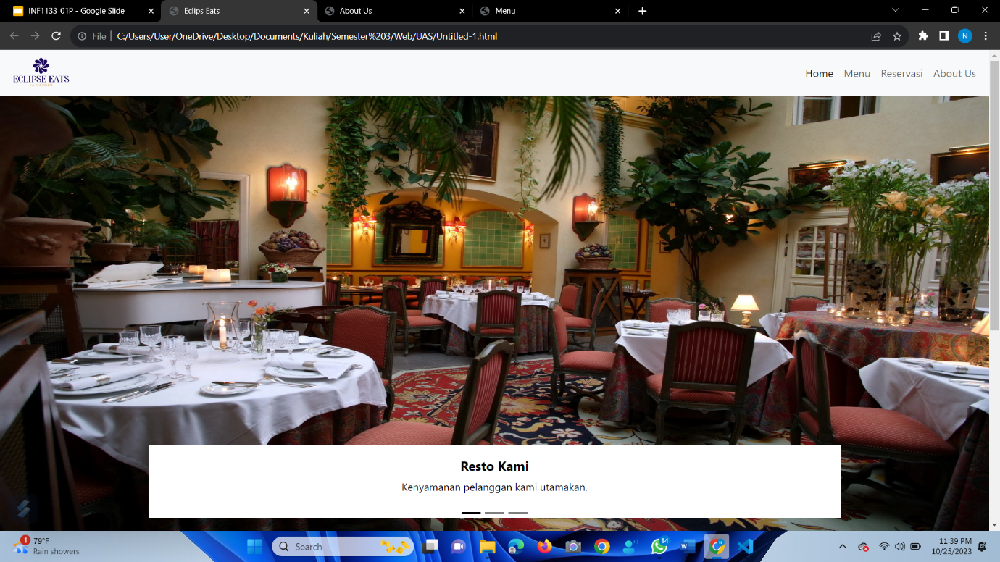 INF1133_01P - Google Slide
Eclips Eats
About Us
Menu
File
C:/Users/User/OneDrive/Desktop/Documents/Kuliah/Semester%203/Web/UAS/Untitled-1.html
N
ECLIPSE EATS
Home
Menu
Reservasi
About Us
Resto Kami
Kenyamanan pelanggan kami utamakan.
1
79°F
Rain showers
Search
14
11:39 PM
10/25/2023